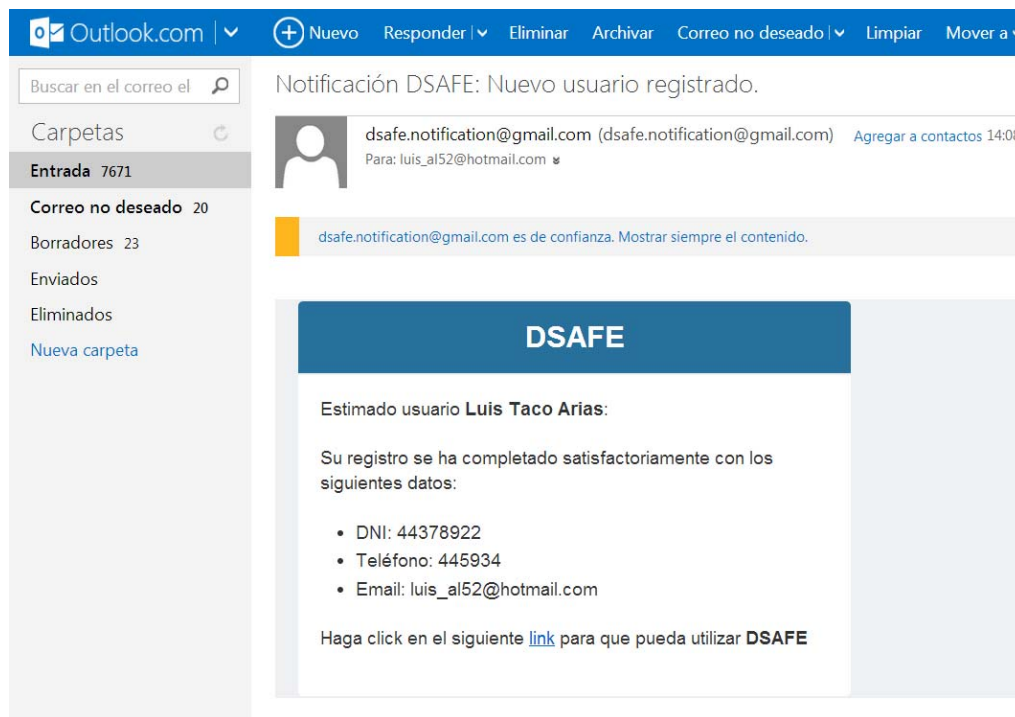 Outlook.com
Nuevo Responder Eliminar Archivar Correo no deseado Limpiar Mover a
Buscar en el correo el
Carpetas
Entrada 7671
Correo no deseado 20
Borradores 23
Enviados
Eliminados
Nueva carpeta
Notificación DSAFE: Nuevo usuario registrado.
dsafe.notification@gmail.com (dsafe.notification@gmail.com) Agregar a contactos 14:08
Para: luis_al52@hotmail.com
dsafe.notification@gmail.com es de confianza. Mostrar siempre el contenido.
DSAFE
Estimado usuario Luis Taco Arias:
Su registro se ha completado satisfactoriamente con los
siguientes datos:
• DNI: 44378922
• Teléfono: 445934
• Email: luis_al52@hotmail.com
Haga click en el siguiente link para que pueda utilizar DSAFE